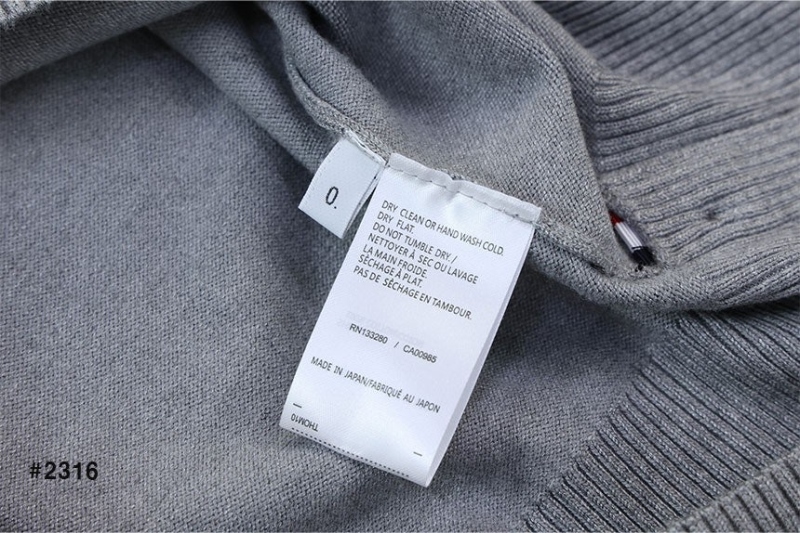 0.
DRY CLEAN OR HAND WASH COLD.
DRY FLAT.
DO NOT TUMBLE DRY./
NETTOYER À SEC OU LAVAGE
LA MAIN FROIDE.
SÉCHAGE À PLAT.
PAS DE SÉCHAGE EN TAMBOUR.
RN133280 / CA00985
MADE IN JAPAN/FABRIQUÉ AU JAPON
THOM10
#2316